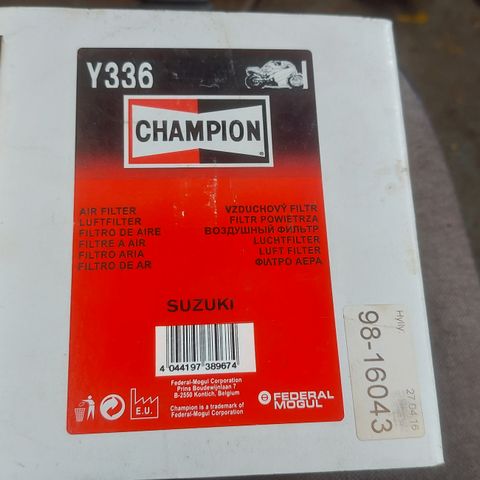 Y336
CHAMPION
AIR FILTER
LUFTFILTER
FILTRO DE AIRE
FILTRE A AIR
FILTRO ARIA
FILTRO DE AR
VZDUCHOVÝ FILTR
FILTR POWIETRZA
ВОЗДУШНЫЙ ФИЛЬТР
LUCHTFILTER
LUFT FILTER
ΦΙΛΤΡΟ ΑΕΡΑ
SUZUKI
4 044197 389674
Federal-Mogul Corporation
Prins Boudewijnlaan 7
B-2550 Kontich, Belgium
Champion is a trademark of
Federal-Mogul Corporation
E.U.
FEDERAL
MOGUL
Hylly:
98-16043
27.04.16